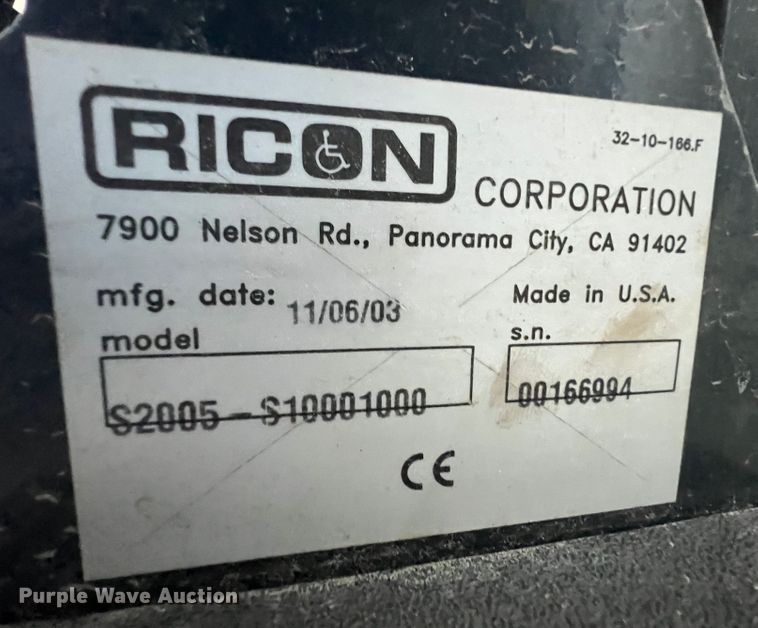 RICON
32-10-166.F
CORPORATION
7900 Nelson Rd., Panorama City, CA 91402
mfg. date: 11/06/03
Made in U.S.A.
model
s.n.
S2005-S10001000
00166994
CE
Purple Wave Auction